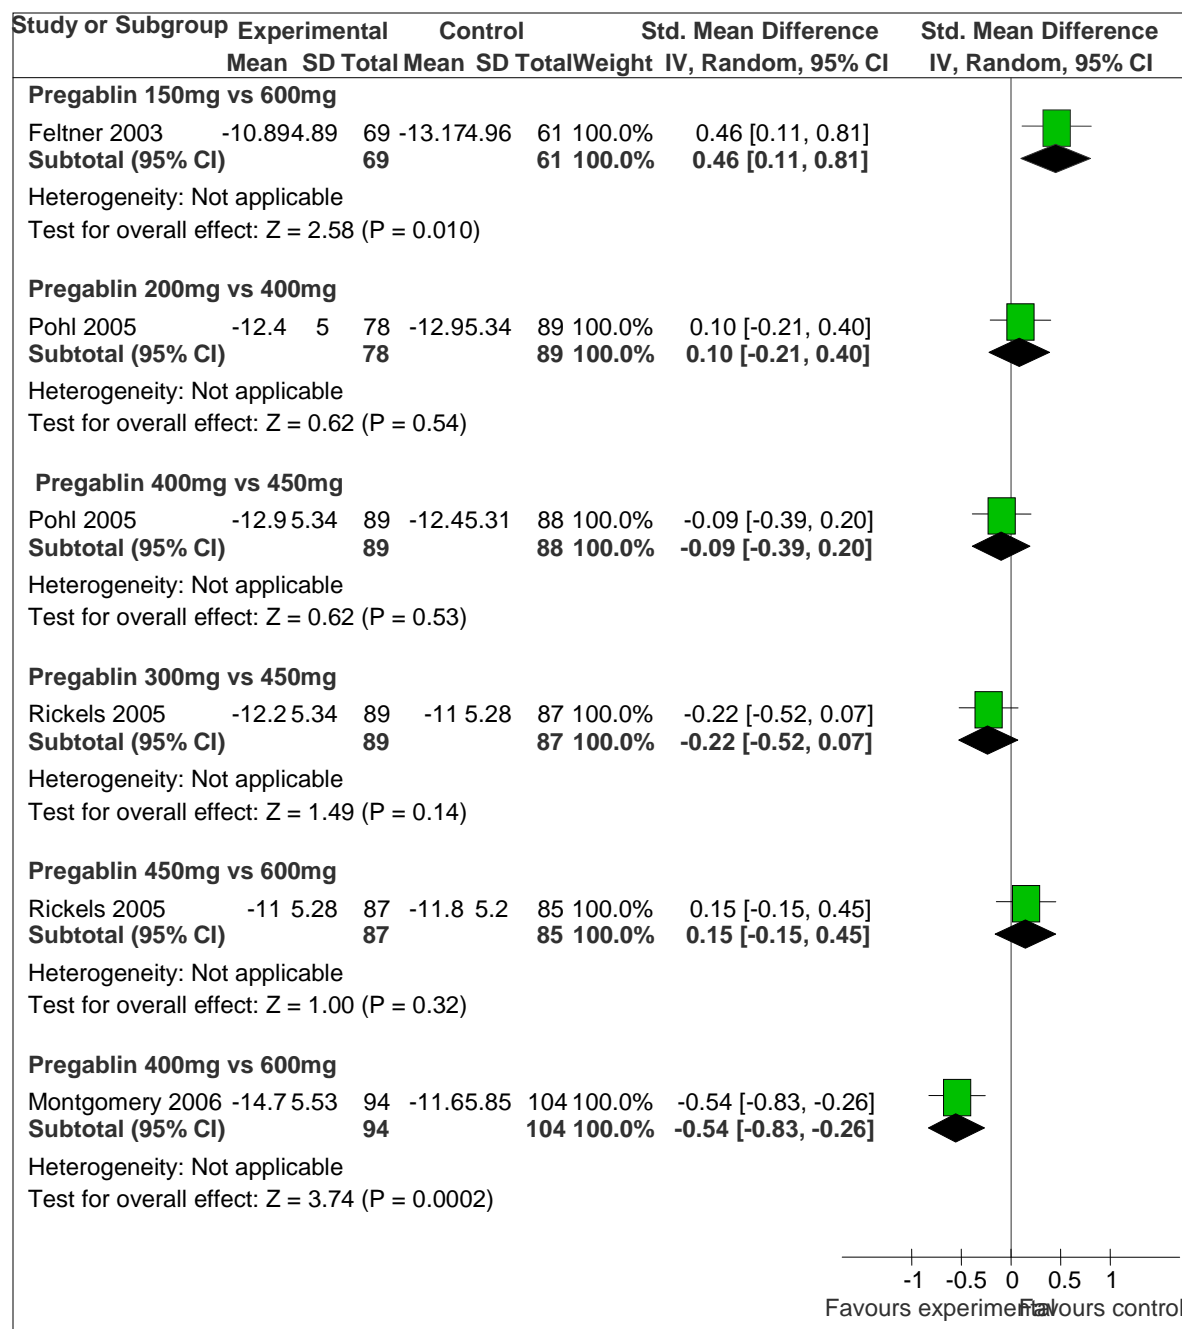 Study or Subgroup Experimental Control Std. Mean Difference Std. Mean Difference
Mean SD Total Mean SD Total Weight IV, Random, 95% CI IV, Random, 95% CI
Pregablin 150mg vs 600mg
Feltner 2003 -10.89 4.89 69 -13.17 4.96 61 100.0% 0.46 [0.11, 0.81]
Subtotal (95% CI) 69 61 100.0% 0.46 [0.11, 0.81]
Heterogeneity: Not applicable
Test for overall effect: Z = 2.58 (P = 0.010)
Pregablin 200mg vs 400mg
Pohl 2005 -12.4 5 78 -12.9 5.34 89 100.0% 0.10 [-0.21, 0.40]
Subtotal (95% CI) 78 89 100.0% 0.10 [-0.21, 0.40]
Heterogeneity: Not applicable
Test for overall effect: Z = 0.62 (P = 0.54)
Pregablin 400mg vs 450mg
Pohl 2005 -12.9 5.34 89 -12.4 5.31 88 100.0% -0.09 [-0.39, 0.20]
Subtotal (95% CI) 89 88 100.0% -0.09 [-0.39, 0.20]
Heterogeneity: Not applicable
Test for overall effect: Z = 0.62 (P = 0.53)
Pregablin 300mg vs 450mg
Rickels 2005 -12.2 5.34 89 -11 5.28 87 100.0% -0.22 [-0.52, 0.07]
Subtotal (95% CI) 89 87 100.0% -0.22 [-0.52, 0.07]
Heterogeneity: Not applicable
Test for overall effect: Z = 1.49 (P = 0.14)
Pregablin 450mg vs 600mg
Rickels 2005 -11 5.28 87 -11.8 5.2 85 100.0% 0.15 [-0.15, 0.45]
Subtotal (95% CI) 87 85 100.0% 0.15 [-0.15, 0.45]
Heterogeneity: Not applicable
Test for overall effect: Z = 1.00 (P = 0.32)
Pregablin 400mg vs 600mg
Montgomery 2006 -14.7 5.53 94 -11.6 5.85 104 100.0% -0.54 [-0.83, -0.26]
Subtotal (95% CI) 94 104 100.0% -0.54 [-0.83, -0.26]
Heterogeneity: Not applicable
Test for overall effect: Z = 3.74 (P = 0.0002)
-1 -0.5 0 0.5 1
Favours experimental Favours control